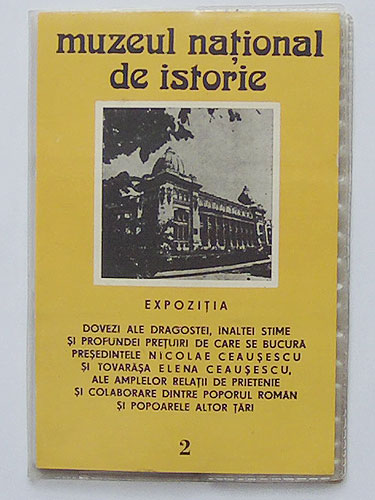 muzeul național
de istorie
EXPOZIȚIA
DOVEZI ALE DRAGOSTEI, INALTEI STIME
ȘI PROFUNDEI PREȚUIRI DE CARE SE BUCURĂ
PREȘEDINTELE NICOLAE CEAUȘESCU
ȘI TOVARĂȘA ELENA CEAUȘESCU,
ALE AMPLELOR RELAȚII DE PRIETENIE
ȘI COLABORARE DINTRE POPORUL ROMÂN
ȘI POPOARELE ALTOR ȚĂRI
2